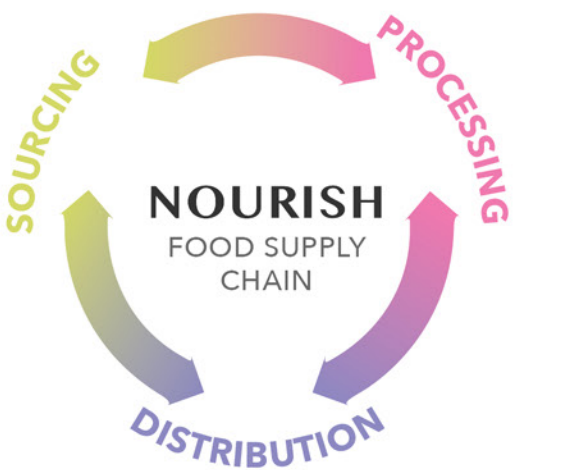 SOURCING
PROCESSING
NOURISH
FOOD SUPPLY
CHAIN
DISTRIBUTION